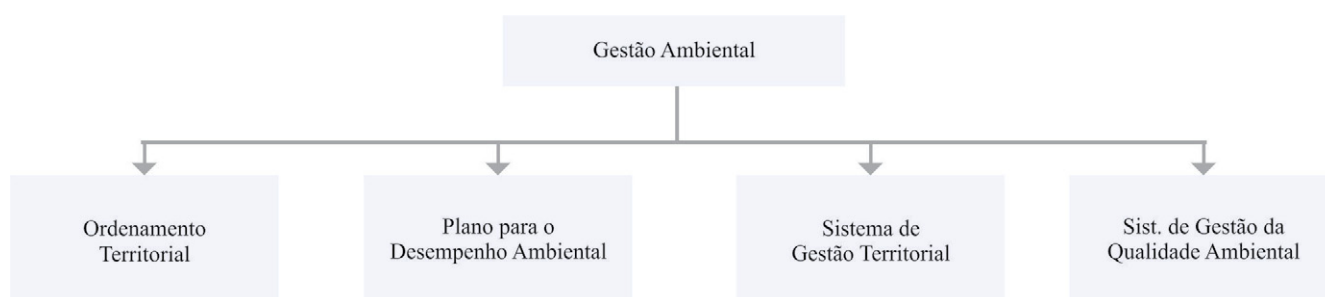 Gestão Ambiental
Ordenamento
Territorial
Plano para o
Desempenho Ambiental
Sistema de
Gestão Territorial
Sist. de Gestão da
Qualidade Ambiental